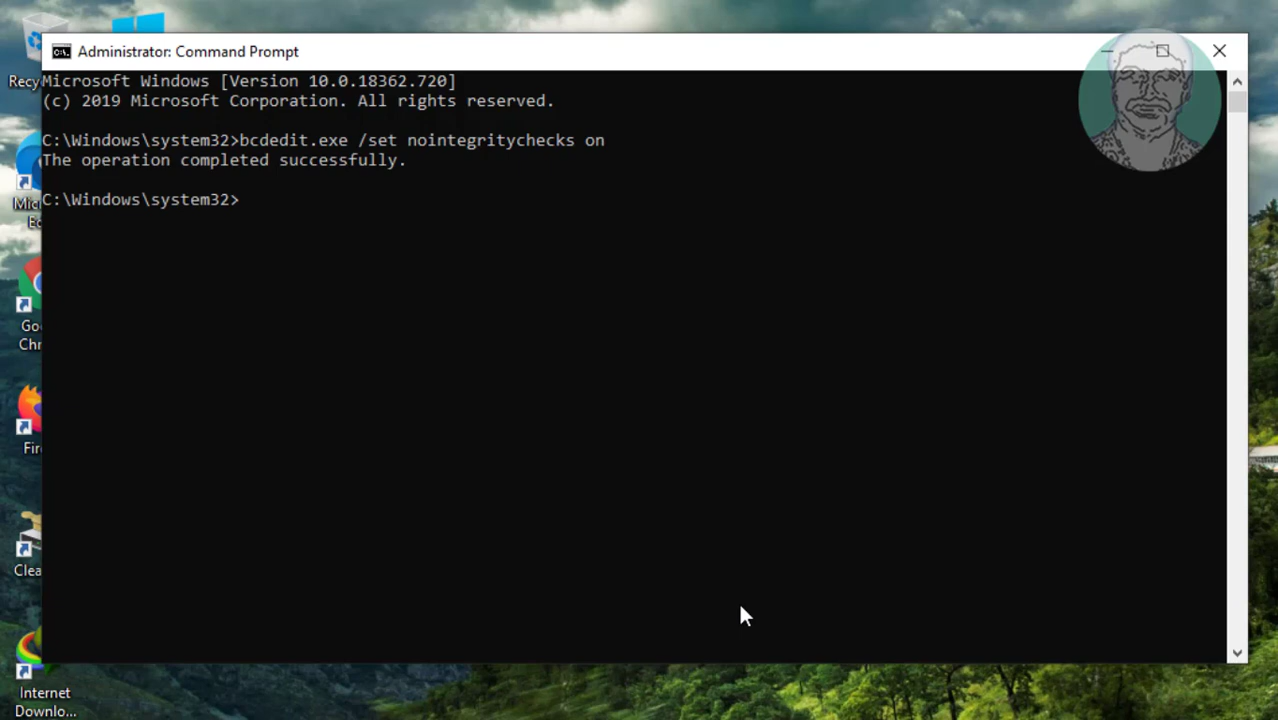 Administrator: Command Prompt
Microsoft Windows [Version 10.0.18362.720]
(c) 2019 Microsoft Corporation. All rights reserved.
C:\Windows\system32>bcdedit.exe /set nointegritychecks on
The operation completed successfully.
C:\Windows\system32>
Recy
Mic
Ed
Go
Chr
Fir
Clea
Internet
Downlo...